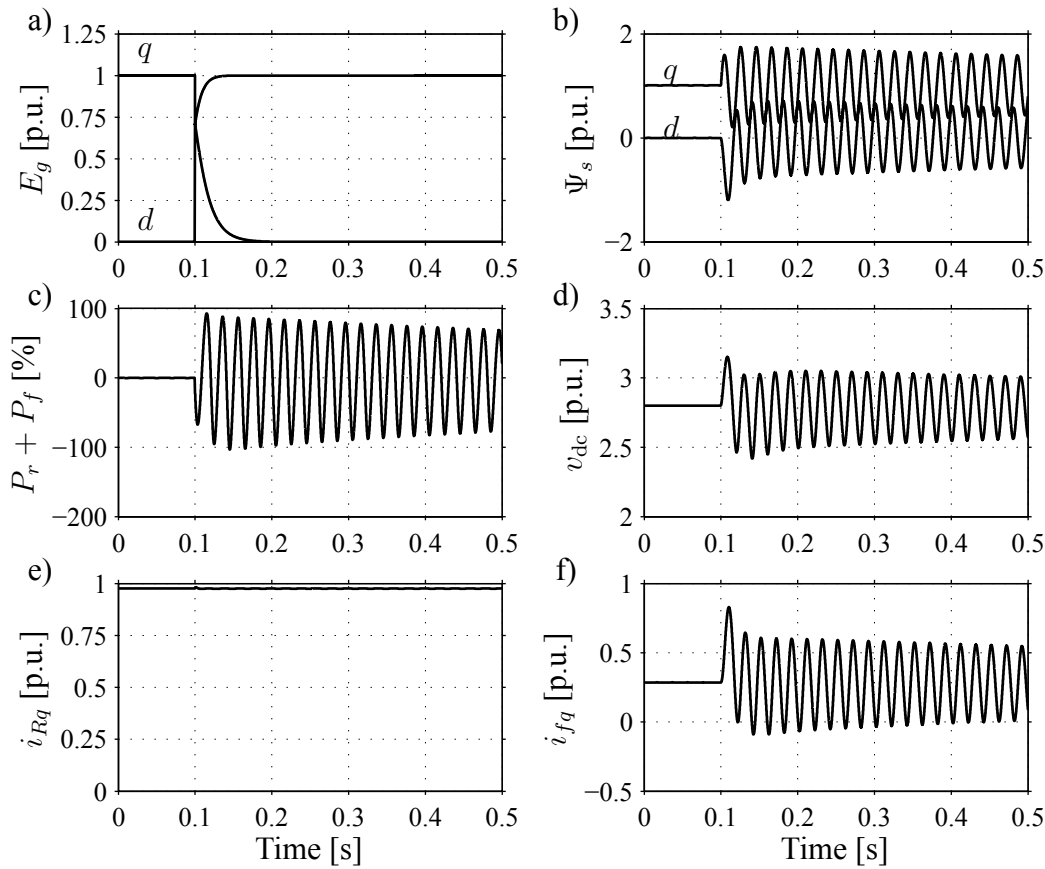 a)
1.25
1
0.75
0.5
0.25
0
E_g [p.u.]
q
d
0 0.1 0.2 0.3 0.4 0.5
b)
2
0
−2
Ψ_s [p.u.]
q
d
0 0.1 0.2 0.3 0.4 0.5
c)
100
0
−100
−200
P_r + P_f [%]
0 0.1 0.2 0.3 0.4 0.5
d)
3.5
3
2.5
2
v_dc [p.u.]
0 0.1 0.2 0.3 0.4 0.5
e)
1
0.75
0.5
0.25
0
i_Rq [p.u.]
0 0.1 0.2 0.3 0.4 0.5
Time [s]
f)
1
0.5
0
−0.5
i_fq [p.u.]
0 0.1 0.2 0.3 0.4 0.5
Time [s]